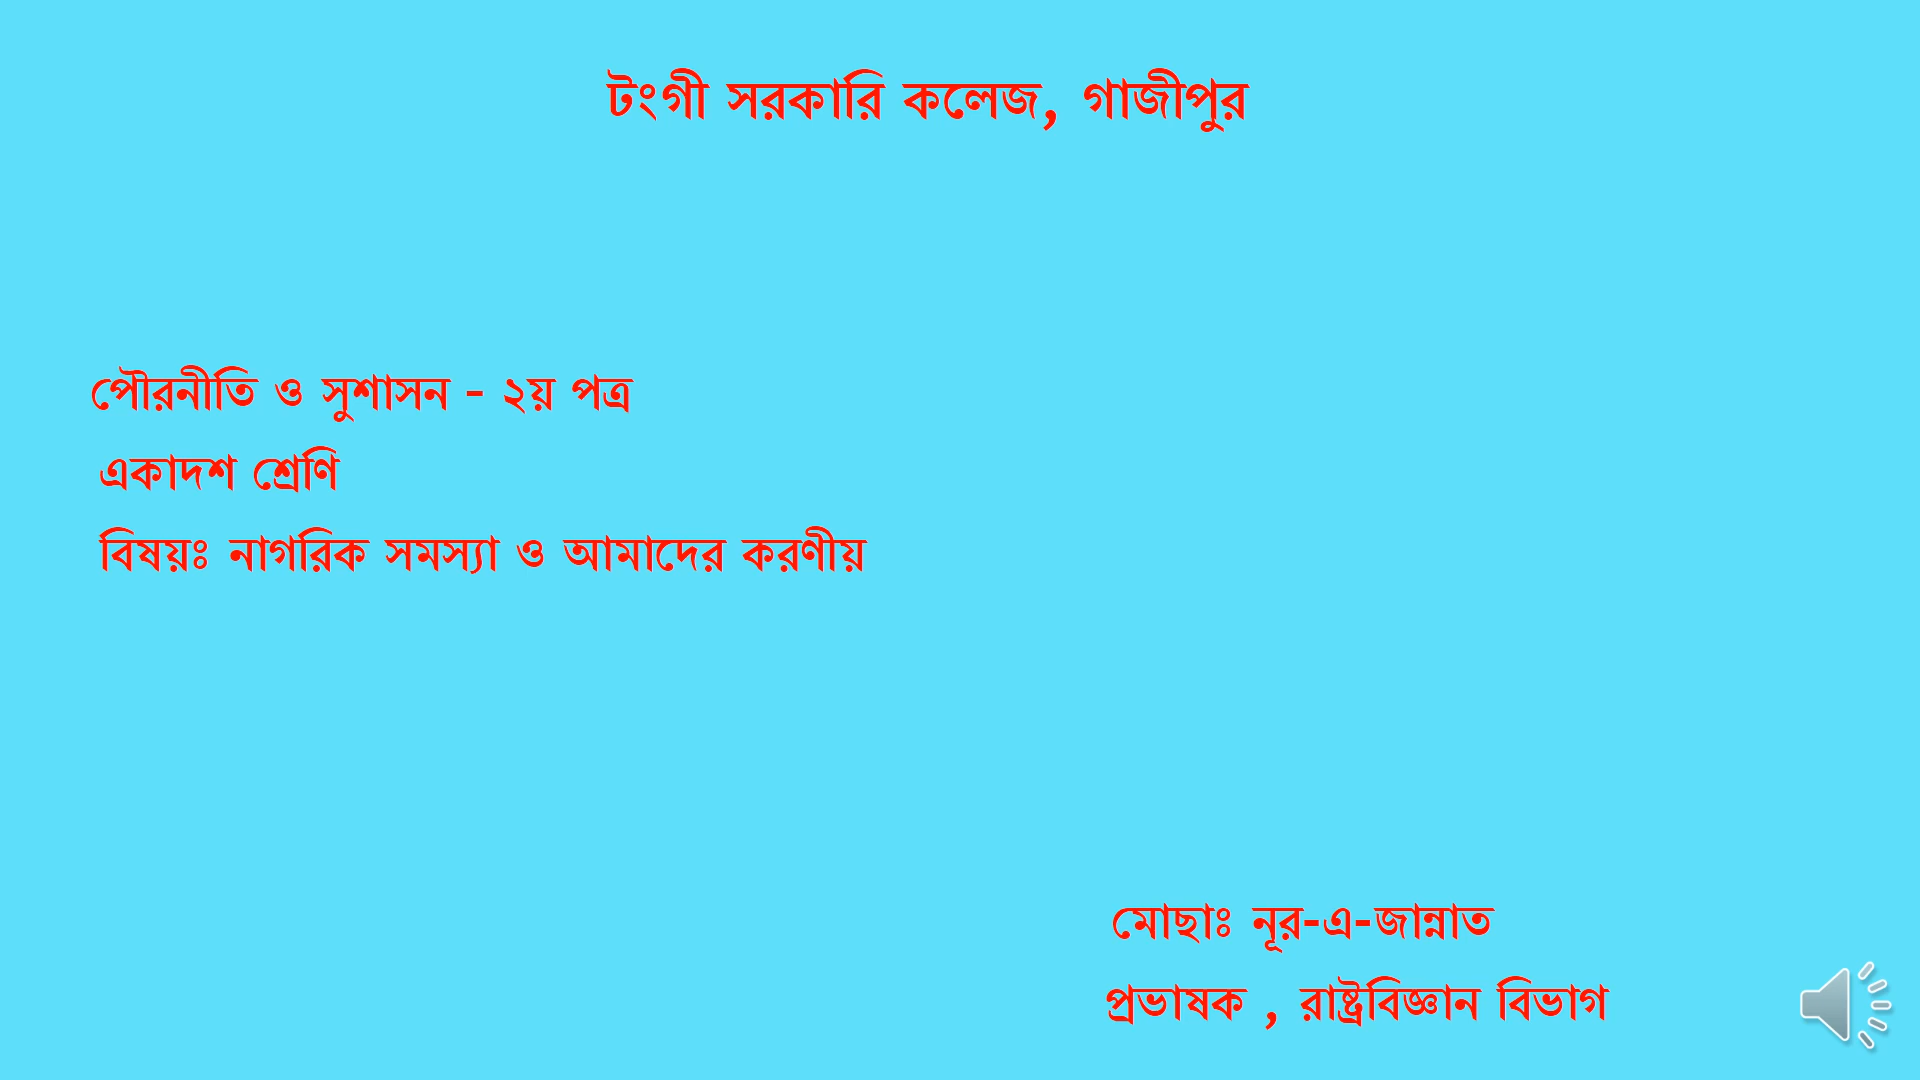 টংগী সরকারি কলেজ, গাজীপুর
পৌরনীতি ও সুশাসন - ২য় পত্র
একাদশ শ্রেণি
বিষয়ঃ নাগরিক সমস্যা ও আমাদের করণীয়
মোছাঃ নূর-এ-জান্নাত
প্রভাষক , রাষ্ট্রবিজ্ঞান বিভাগ